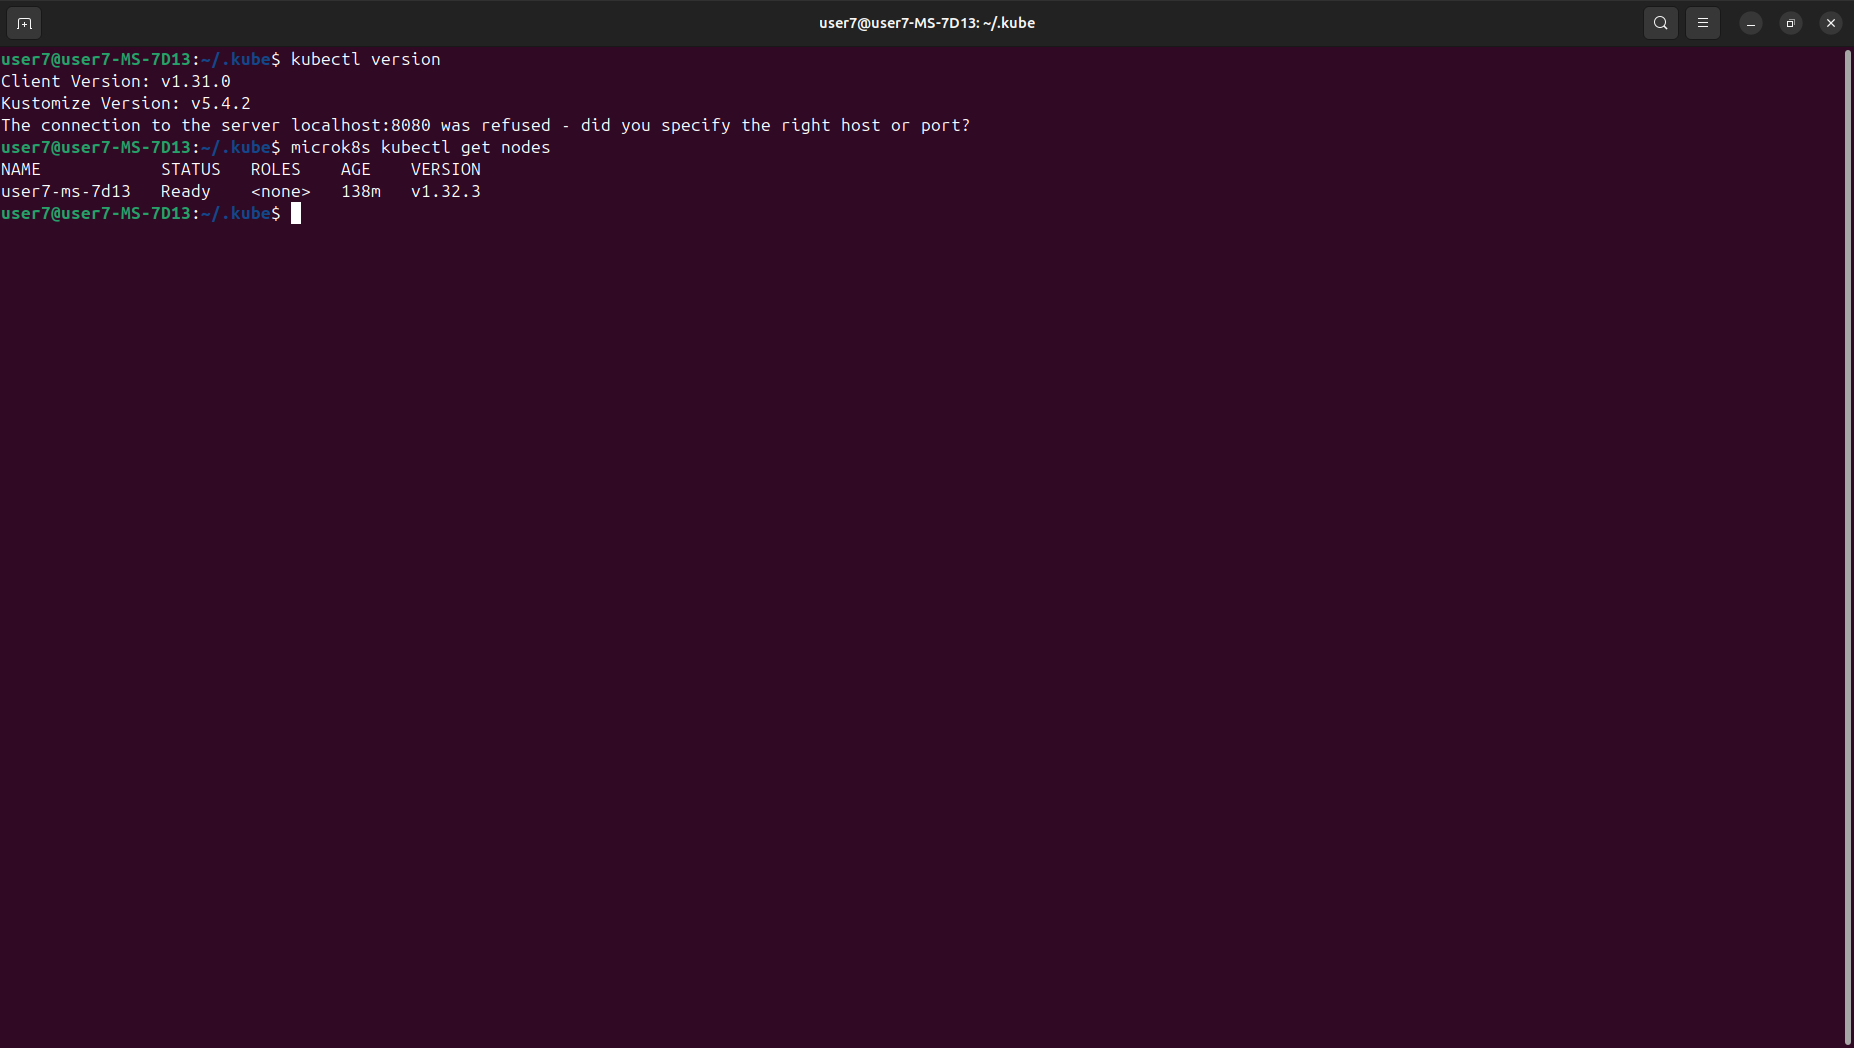 user7@user7-MS-7D13: ~/.kube
user7@user7-MS-7D13:~/.kube$ kubectl version
Client Version: v1.31.0
Kustomize Version: v5.4.2
The connection to the server localhost:8080 was refused - did you specify the right host or port?
user7@user7-MS-7D13:~/.kube$ microk8s kubectl get nodes
NAME            STATUS   ROLES    AGE    VERSION
user7-ms-7d13   Ready    <none>   138m   v1.32.3
user7@user7-MS-7D13:~/.kube$